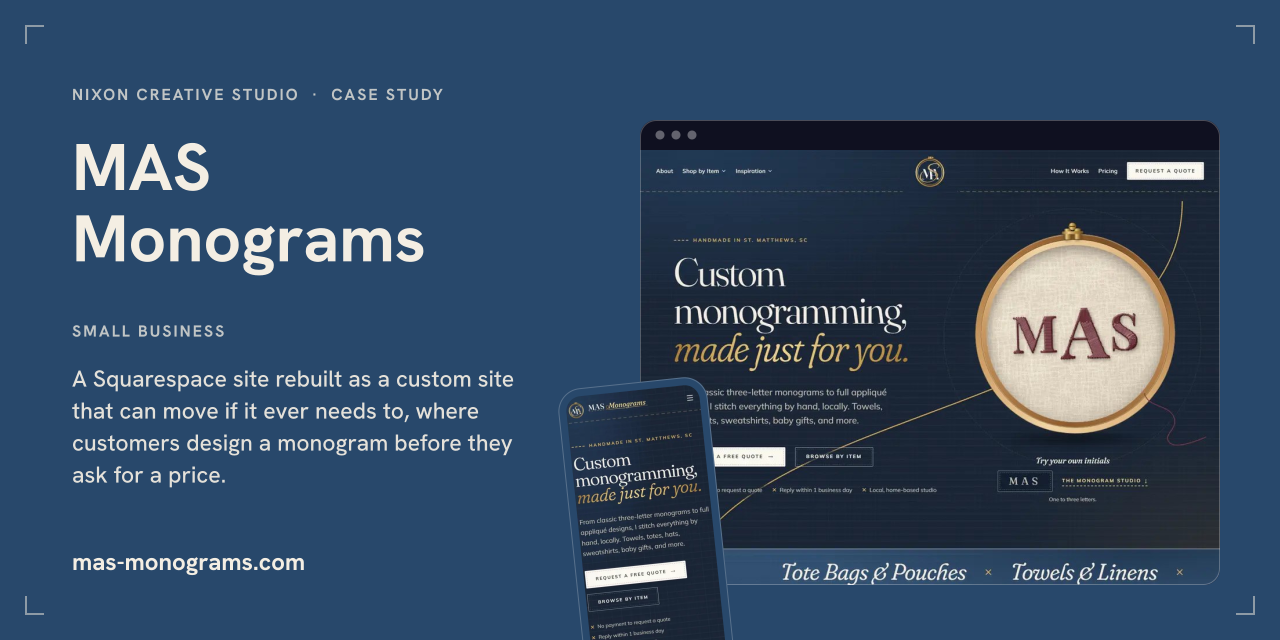 NIXON CREATIVE STUDIO · CASE STUDY
MAS
Monograms
SMALL BUSINESS
A Squarespace site rebuilt as a custom site
that can move if it ever needs to, where
customers design a monogram before they
ask for a price.
mas-monograms.com
About Shop by Item Inspiration
How It Works Pricing REQUEST A QUOTE
HANDMADE IN ST. MATTHEWS, SC
Custom
monogramming,
made just for you.
three-letter monograms to full appliqué
I stitch everything by hand, locally. Towels,
sweatshirts, baby gifts, and more.
A FREE QUOTE → BROWSE BY ITEM
request a quote × Reply within 1 business day × Local, home-based studio
MAS
Try your own initials
MAS THE MONOGRAM STUDIO ↓
One to three letters.
Tote Bags & Pouches × Towels & Linens ×
MAS Monograms
HANDMADE IN ST. MATTHEWS, SC
Custom
monogramming,
made just for you.
From classic three-letter monograms to full
appliqué designs, I stitch everything by
hand, locally. Towels, totes, hats,
sweatshirts, baby gifts, and more.
REQUEST A FREE QUOTE →
BROWSE BY ITEM
× No payment to request a quote
× Reply within 1 business day